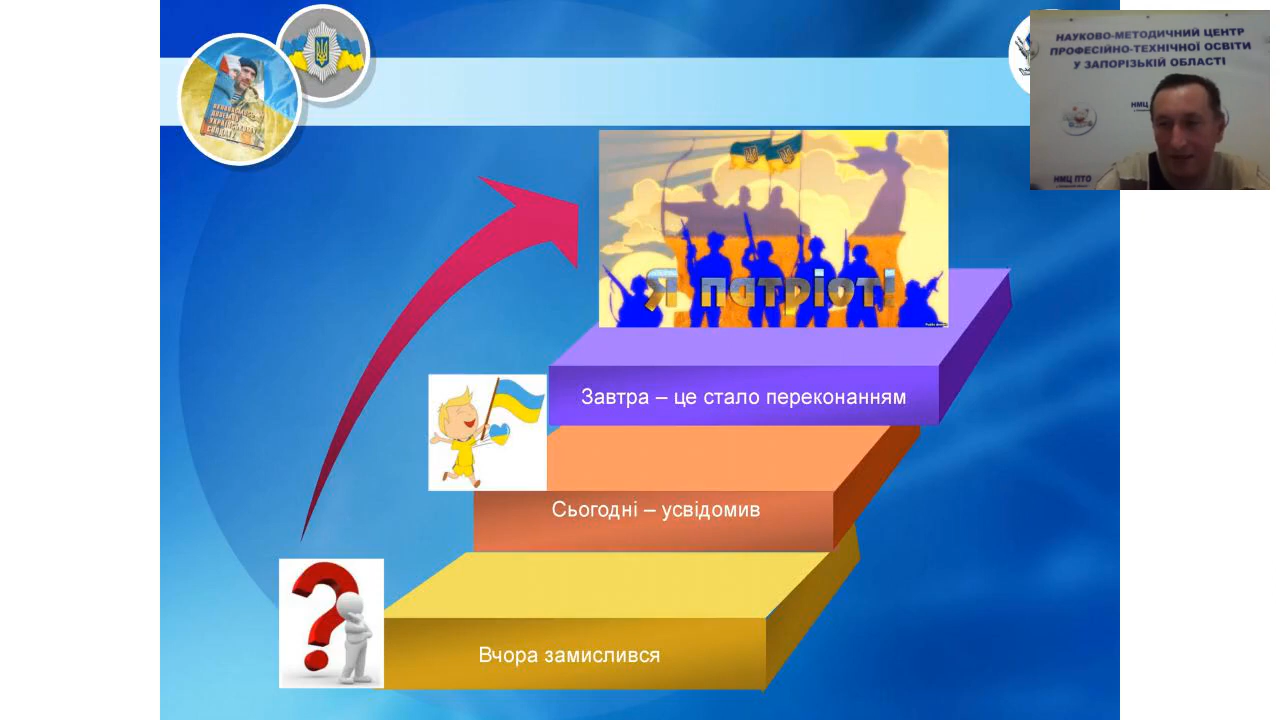 НАУКОВО-МЕТОДИЧНИЙ ЦЕНТР
ПРОФЕСІЙНО-ТЕХНІЧНОЇ ОСВІТИ
У ЗАПОРІЗЬКІЙ ОБЛАСТІ
НМЦ
НМЦ ПТО
Я патріот!
Завтра – це стало переконанням
Сьогодні – усвідомив
Вчора замислився